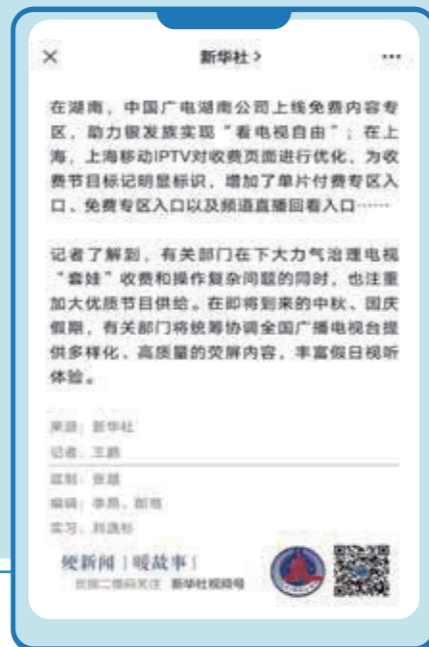 新华社 >
在湖南，中国广电湖南公司上线免费内容专
区，助力银发族实现“看电视自由”；在上
海，上海移动IPTV对收费页面进行优化，为收
费节目标记明显标识，增加了单片付费专区入
口、免费专区入口以及频道直播回看入口……
记者了解到，有关部门在下大力气治理电视
“套娃”收费和操作复杂问题的同时，也注重
加大优质节目供给。在即将到来的中秋、国庆
假期，有关部门将统筹协调全国广播电视台提
供多样化、高质量的荧屏内容，丰富假日视听
体验。
来源：新华社
记者：王鹏
监制：张越
编辑：李昂、
实习：
硬新闻 | 暖故事 |
扫描二维码关注 新华社视频号